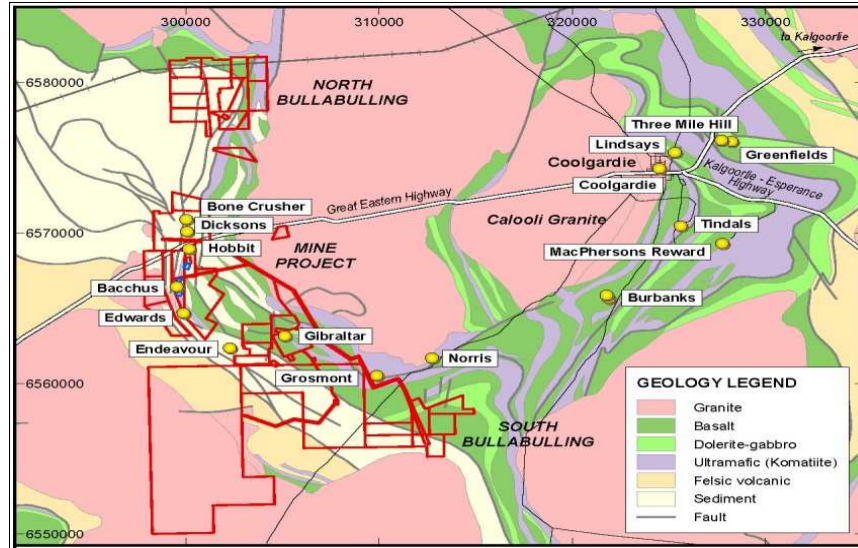 300000
310000
320000
330000
to Kalgoorlie
6580000
NORTH
BULLABULLING
Three Mile Hill
Lindsays
Coolgardie
Greenfields
Coolgardie
Kalgoorlie - Esperance
Highway
Great Eastern Highway
Bone Crusher
Dicksons
6570000
Hobbit
MINE
PROJECT
Calooli Granite
Tindals
MacPhersons Reward
Bacchus
Burbanks
Edwards
Gibraltar
Endeavour
Norris
6560000
Grosmont
SOUTH
BULLABULLING
6550000
GEOLOGY LEGEND
Granite
Basalt
Dolerite-gabbro
Ultramafic (Komatiite)
Felsic volcanic
Sediment
Fault